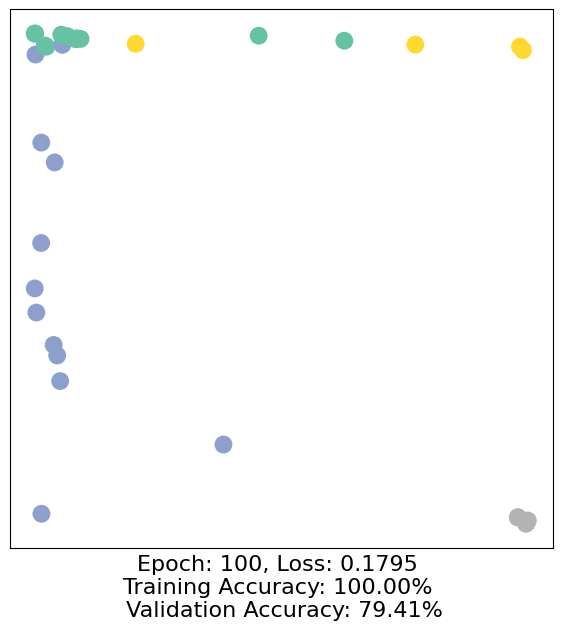 Epoch: 100, Loss: 0.1795
Training Accuracy: 100.00%
Validation Accuracy: 79.41%